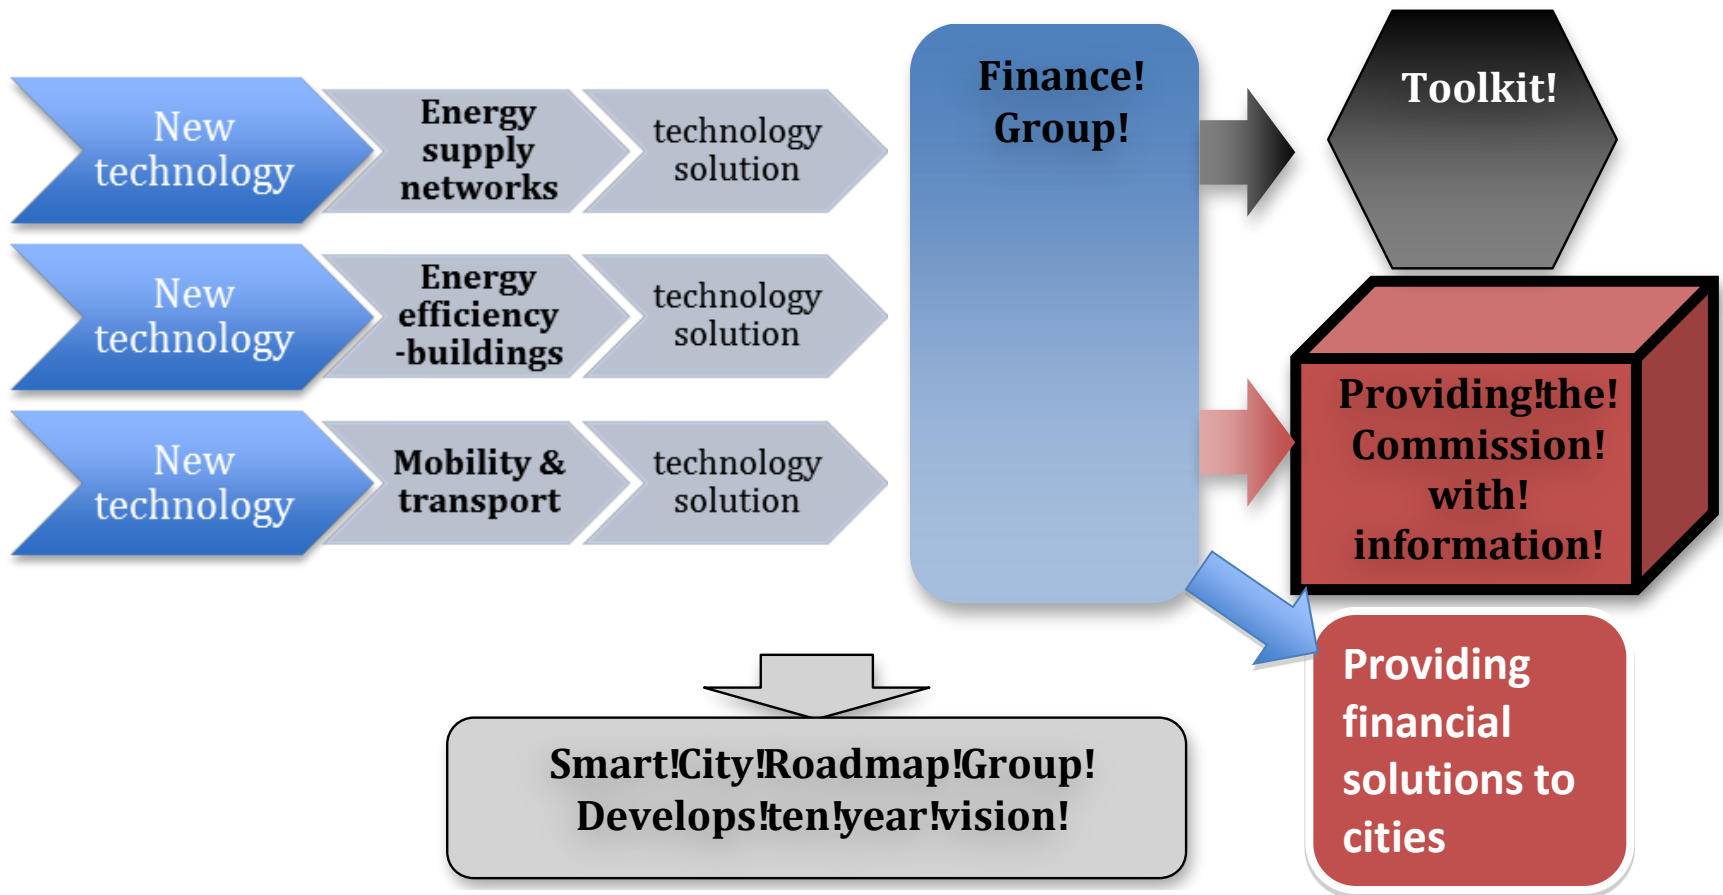 New
technology
Energy
supply
networks
technology
solution
New
technology
Energy
efficiency
-buildings
technology
solution
New
technology
Mobility &
transport
technology
solution
Finance!
Group!
Toolkit!
Providing!the!
Commission!
with!
information!
Providing
financial
solutions to
cities
Smart!City!Roadmap!Group!
Develops!ten!year!vision!